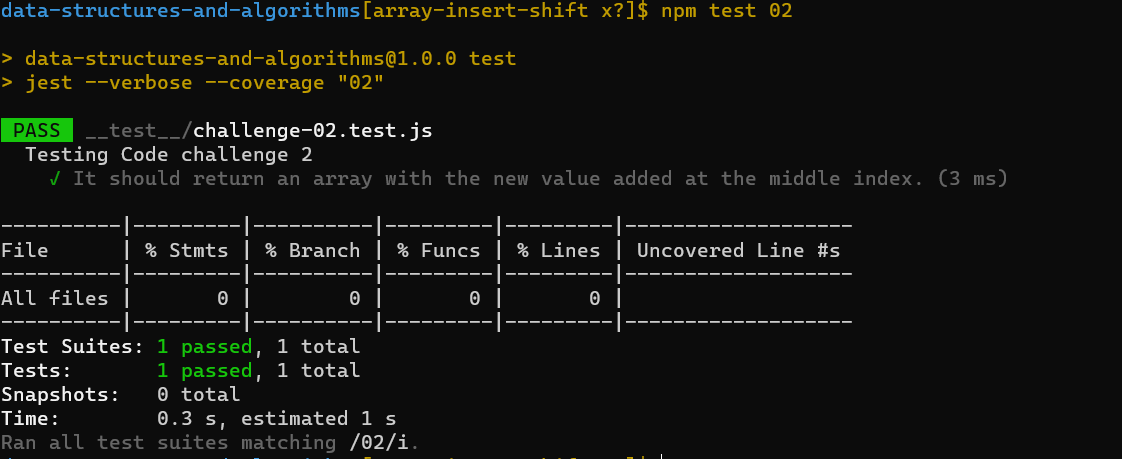 data-structures-and-algorithms[array-insert-shift x?]$ npm test 02
> data-structures-and-algorithms@1.0.0 test
> jest --verbose --coverage "02"
PASS __test__/challenge-02.test.js
Testing Code challenge 2
√ It should return an array with the new value added at the middle index. (3 ms)
----------|---------|----------|---------|---------|-------------------
File | % Stmts | % Branch | % Funcs | % Lines | Uncovered Line #s
----------|---------|----------|---------|---------|-------------------
All files | 0 | 0 | 0 | 0 |
----------|---------|----------|---------|---------|-------------------
Test Suites: 1 passed, 1 total
Tests: 1 passed, 1 total
Snapshots: 0 total
Time: 0.3 s, estimated 1 s
Ran all test suites matching /02/i.